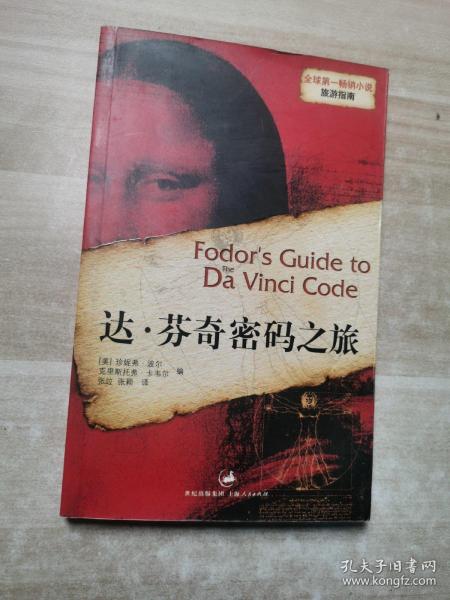 全球第一畅销小说
旅游指南
Fodor's Guide to
The
Da Vinci Code
达·芬奇密码之旅
[美] 珍妮弗·波尔
克里斯托弗·卡韦尔 编
张竝 张颖 译
世纪出版集团 上海人民出版社
孔夫子旧书网
www.kongfz.com